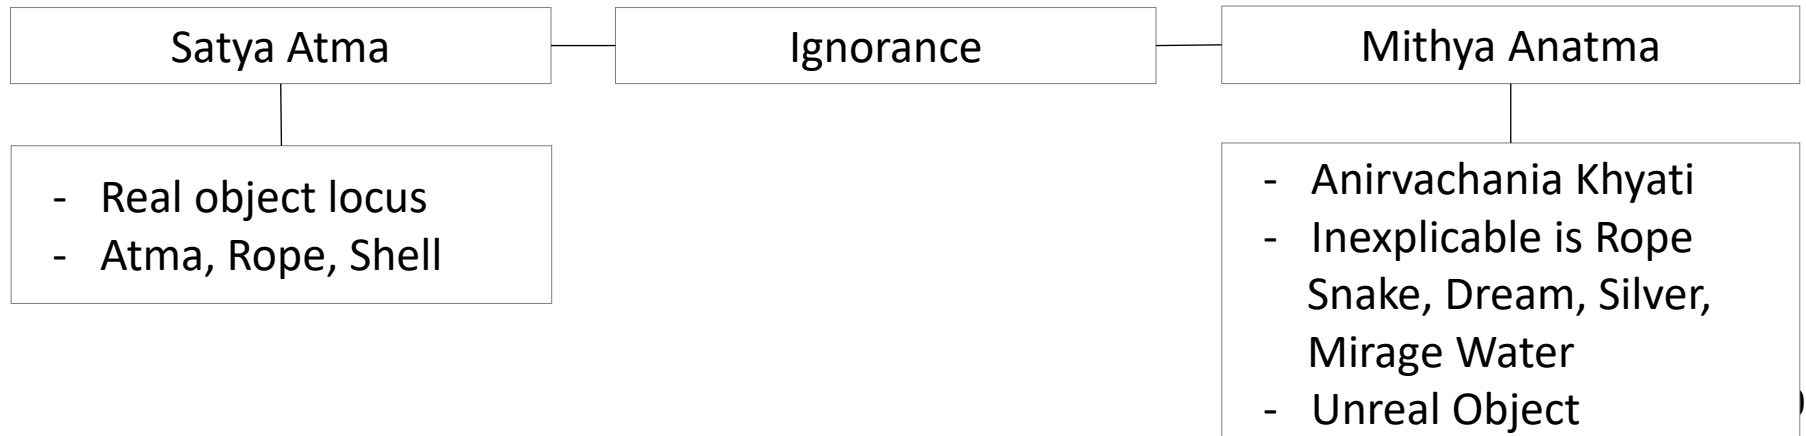 Satya Atma
Ignorance
Mithya Anatma
- Real object locus
- Atma, Rope, Shell
- Anirvachania Khyati
- Inexplicable is Rope
Snake, Dream, Silver,
Mirage Water
- Unreal Object